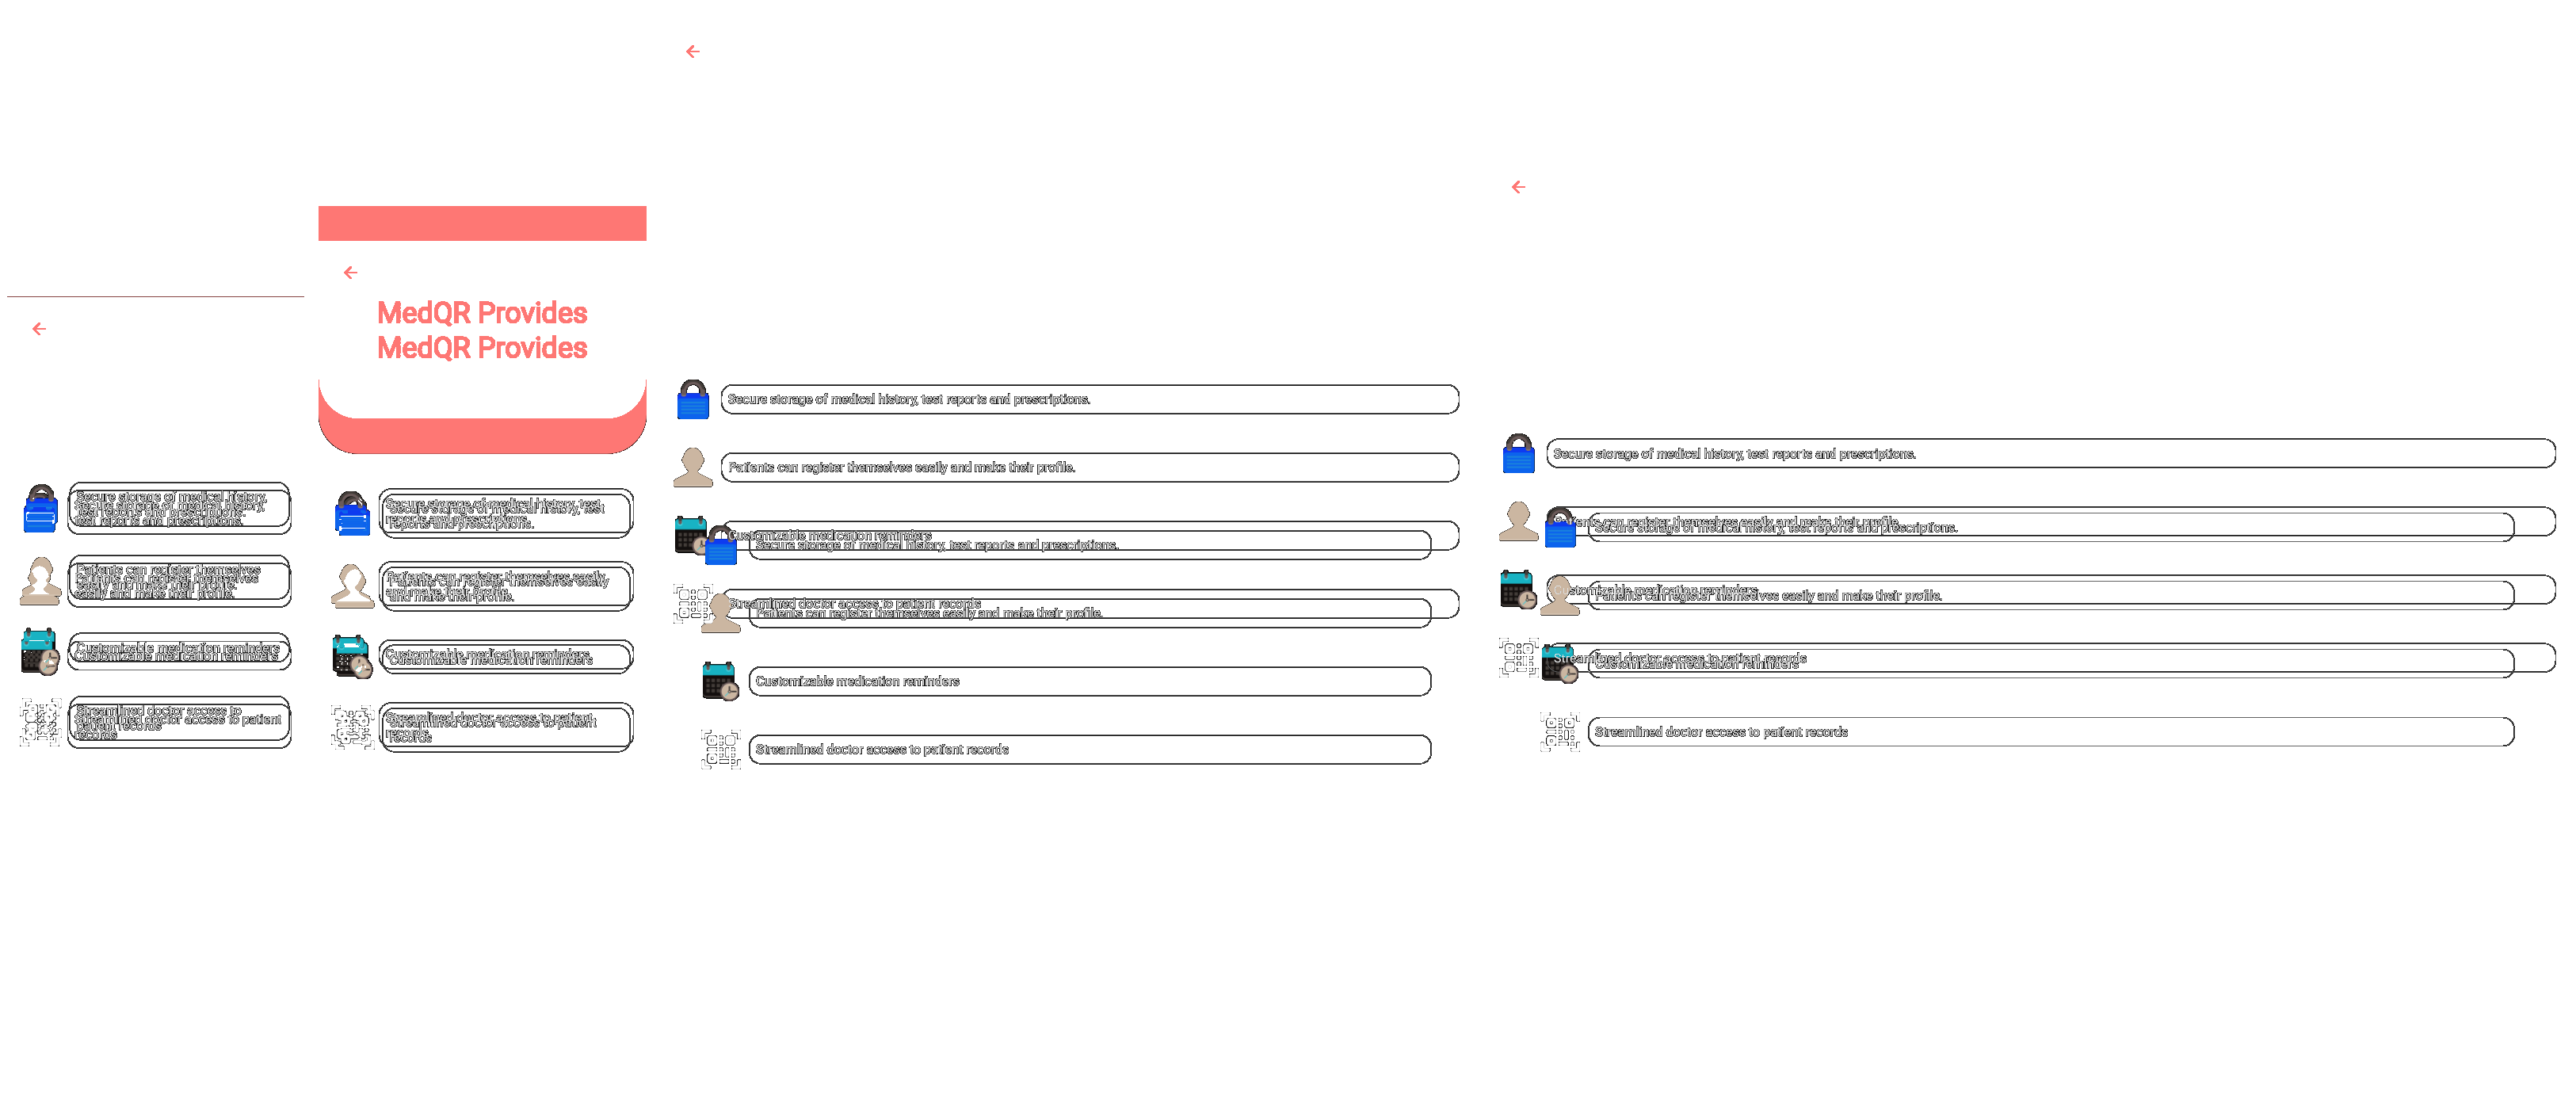 MedQR Provides
MedQR Provides
Secure storage of medical history,
Secure storage of medical history,
test reports and prescriptions.
test reports and prescriptions.
Patients can register themselves
Patients can register themselves
easily and make their profile.
easily and make their profile.
Customizable medication reminders
Customizable medication reminders
Streamlined doctor access to
Streamlined doctor access to patient
patient records
records
Secure storage of medical history, test
Secure storage of medical history, test
reports and prescriptions.
reports and prescriptions.
Patients can register themselves easily
Patients can register themselves easily
and make their profile.
and make their profile.
Customizable medication reminders
Customizable medication reminders
Streamlined doctor access to patient
Streamlined doctor access to patient
records
records
Secure storage of medical history, test reports and prescriptions.
Patients can register themselves easily and make their profile.
Customizable medication reminders
Secure storage of medical history, test reports and prescriptions.
Streamlined doctor access to patient records
Patients can register themselves easily and make their profile.
Customizable medication reminders
Streamlined doctor access to patient records
Secure storage of medical history, test reports and prescriptions.
Patients can register themselves easily and make their profile.
Secure storage of medical history, test reports and prescriptions.
Customizable medication reminders
Patients can register themselves easily and make their profile.
Streamlined doctor access to patient records
Customizable medication reminders
Streamlined doctor access to patient records